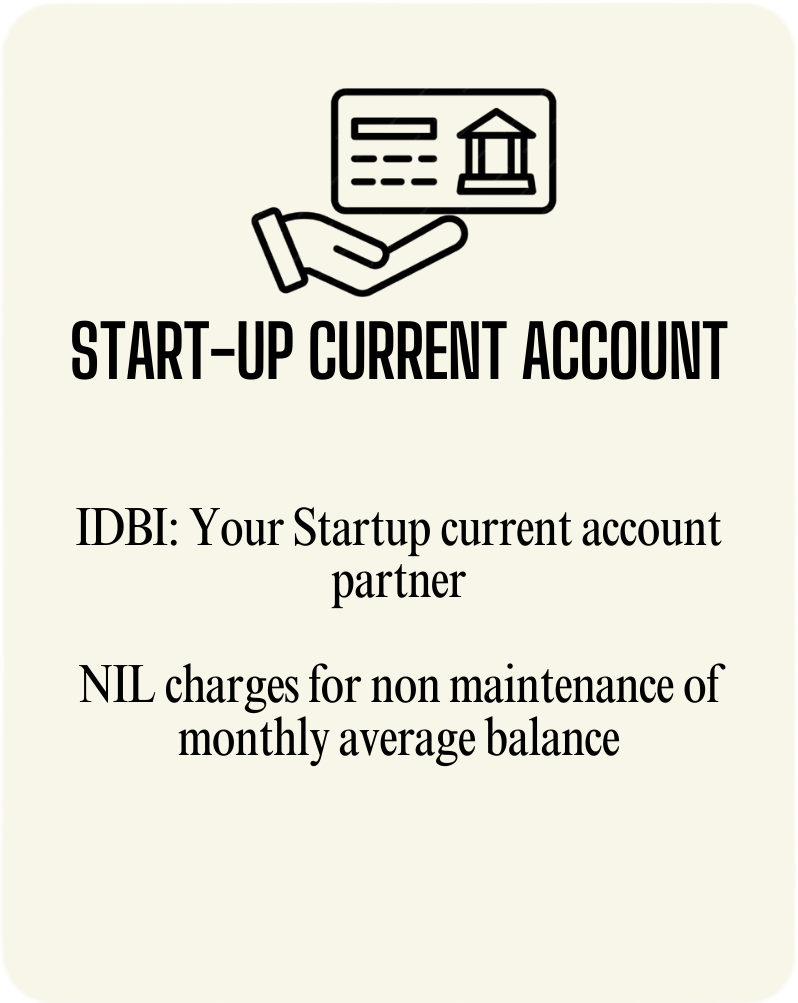 START-UP CURRENT ACCOUNT
IDBI: Your Startup current account
partner
NIL charges for non maintenance of
monthly average balance